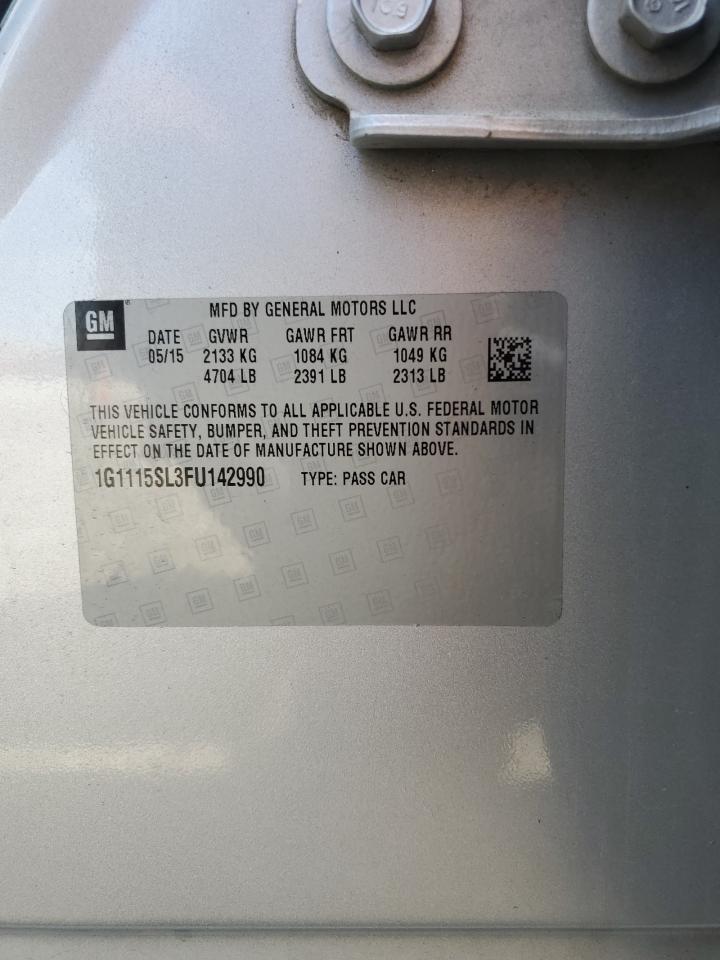 GM
MFD BY GENERAL MOTORS LLC
DATE GVWR GAWR FRT GAWR RR
05/15 2133 KG 1084 KG 1049 KG
4704 LB 2391 LB 2313 LB
THIS VEHICLE CONFORMS TO ALL APPLICABLE U.S. FEDERAL MOTOR
VEHICLE SAFETY, BUMPER, AND THEFT PREVENTION STANDARDS IN
EFFECT ON THE DATE OF MANUFACTURE SHOWN ABOVE.
1G1115SL3FU142990 TYPE: PASS CAR